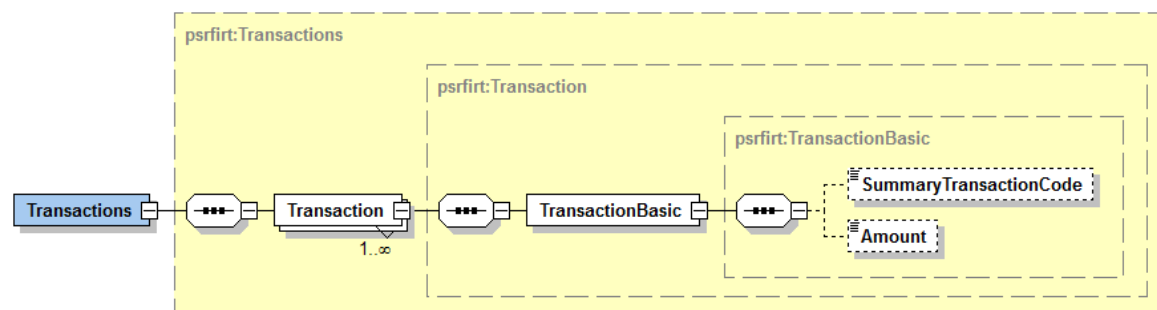 psrfirt:Transactions
psrfirt:Transaction
psrfirt:TransactionBasic
Transactions
Transaction
1..∞
TransactionBasic
SummaryTransactionCode
Amount